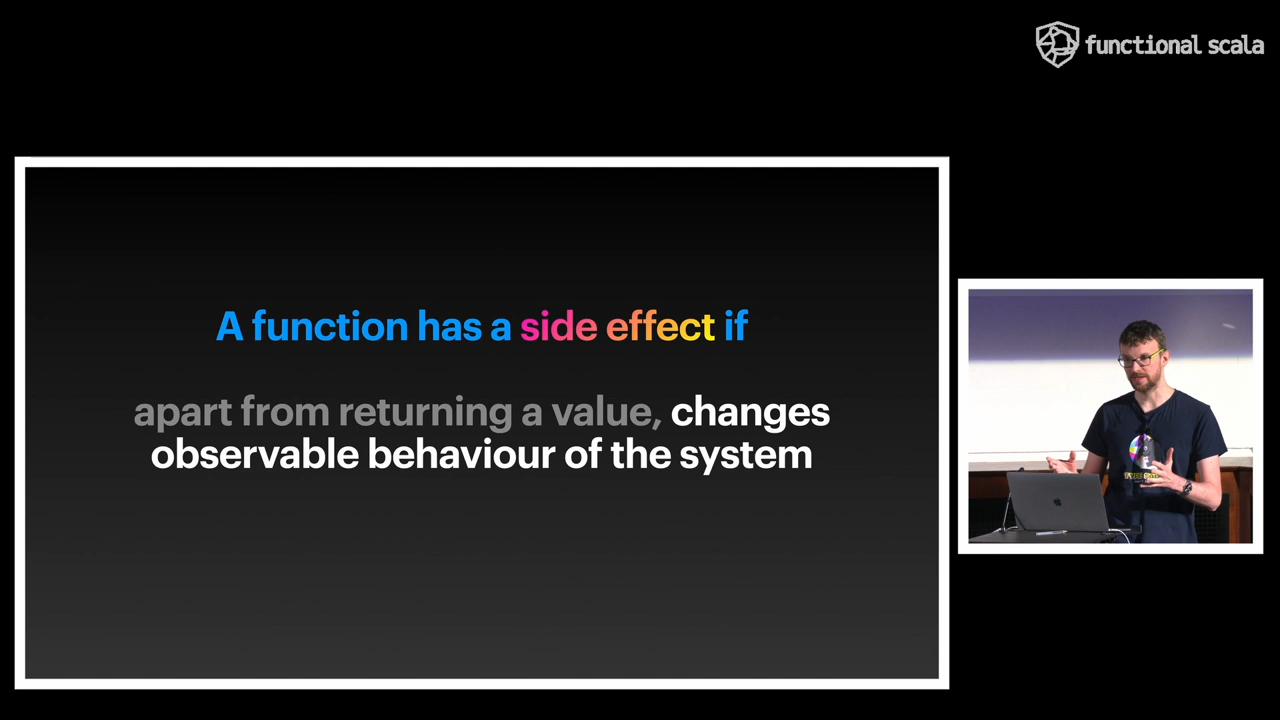 functional scala
A function has a side effect if
apart from returning a value, changes
observable behaviour of the system